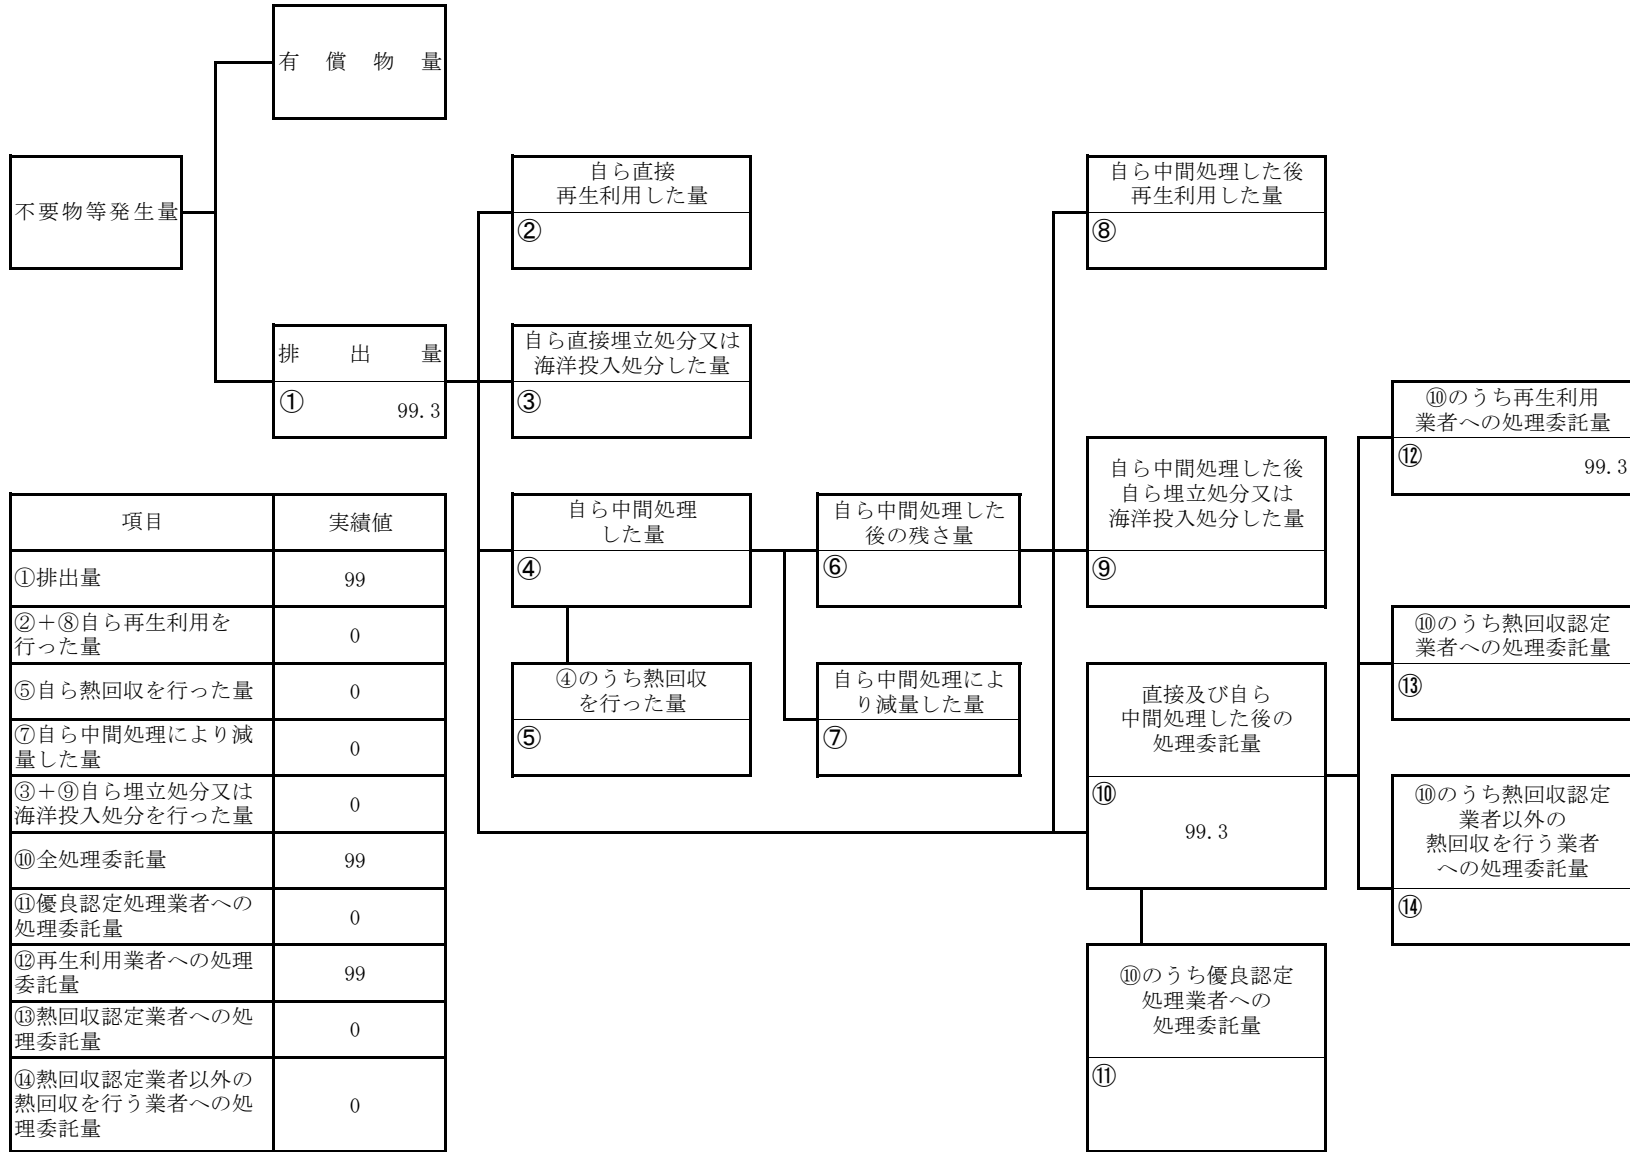 有償物量
不要物等発生量
自ら直接
再生利用した量
②
自ら中間処理した後
再生利用した量
⑧
排出量
①
99.3
自ら直接埋立処分又は
海洋投入処分した量
③
⑩のうち再生利用
業者への処理委託量
⑫
99.3
自ら中間処理
した量
④
自ら中間処理した
後の残さ量
⑥
自ら中間処理した後
自ら埋立処分又は
海洋投入処分した量
⑨
⑩のうち熱回収認定
業者への処理委託量
⑬
④のうち熱回収
を行った量
⑤
自ら中間処理によ
り減量した量
⑦
直接及び自ら
中間処理した後の
処理委託量
⑩
99.3
⑩のうち熱回収認定
業者以外の
熱回収を行う業者
への処理委託量
⑭
⑩のうち優良認定
処理業者への
処理委託量
⑪
項目 実績値
①排出量 99
②＋⑧自ら再生利用を
行った量 0
⑤自ら熱回収を行った量 0
⑦自ら中間処理により減
量した量 0
③＋⑨自ら埋立処分又は
海洋投入処分を行った量 0
⑩全処理委託量 99
⑪優良認定処理業者への
処理委託量 0
⑫再生利用業者への処理
委託量 99
⑬熱回収認定業者への処
理委託量 0
⑭熱回収認定業者以外の
熱回収を行う業者への処
理委託量 0